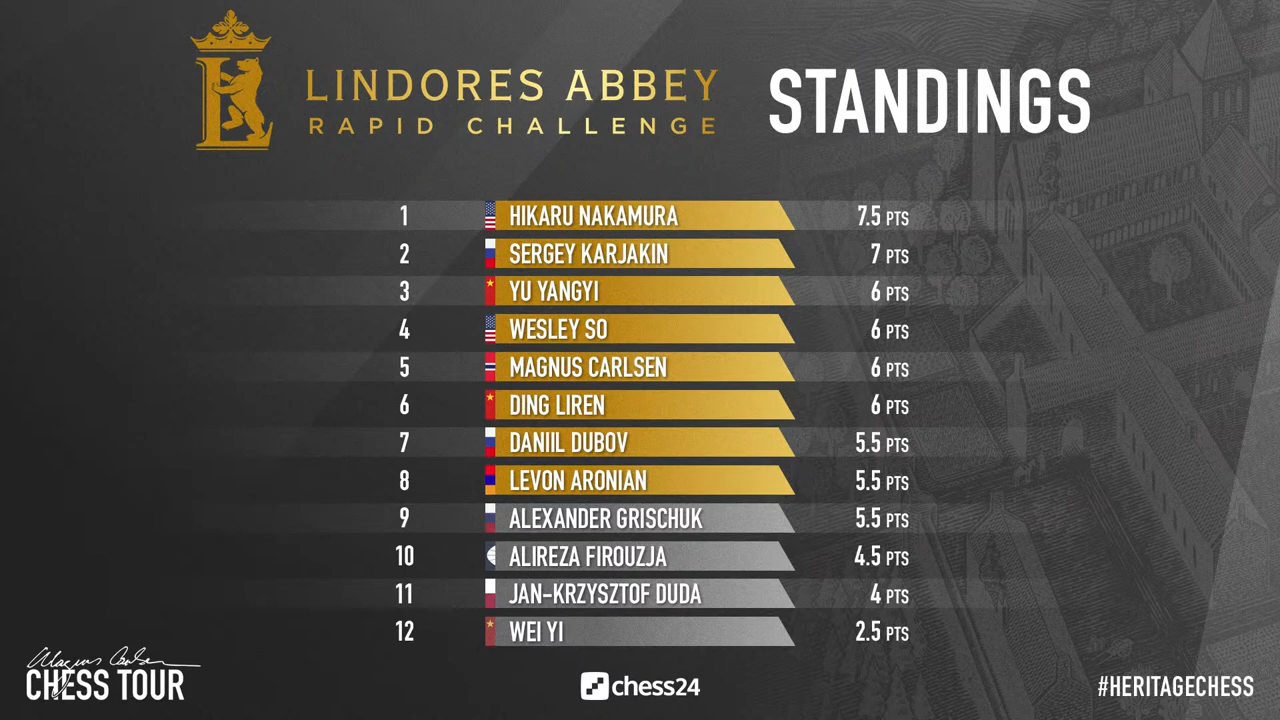 LINDORES ABBEY
RAPID CHALLENGE
STANDINGS
1 HIKARU NAKAMURA 7.5 PTS
2 SERGEY KARJAKIN 7 PTS
3 YU YANGYI 6 PTS
4 WESLEY SO 6 PTS
5 MAGNUS CARLSEN 6 PTS
6 DING LIREN 6 PTS
7 DANIIL DUBOV 5.5 PTS
8 LEVON ARONIAN 5.5 PTS
9 ALEXANDER GRISCHUK 5.5 PTS
10 ALIREZA FIROUZJA 4.5 PTS
11 JAN-KRZYSZTOF DUDA 4 PTS
12 WEI YI 2.5 PTS
Magnus Carlsen
CHESS TOUR
chess24
#HERITAGECHESS